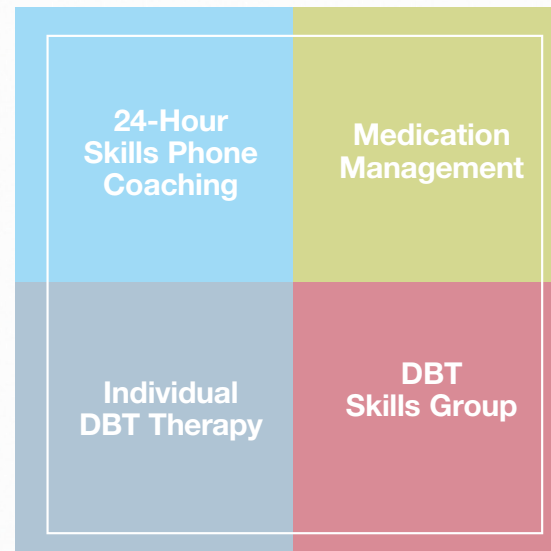 24-Hour
Skills Phone
Coaching
Medication
Management
Individual
DBT Therapy
DBT
Skills Group